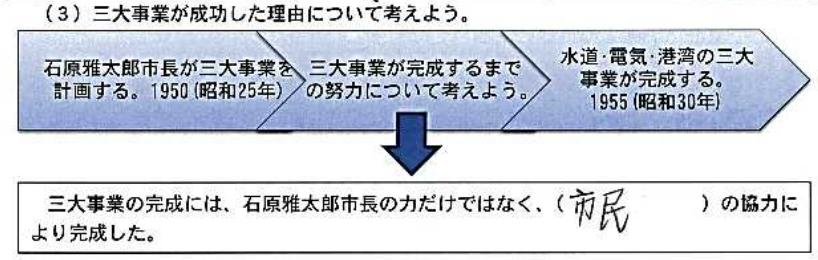 （3）三大事業が成功した理由について考えよう。
石原雅太郎市長が三大事業を
計画する。1950（昭和25年）
三大事業が完成するまで
の努力について考えよう。
水道・電気・港湾の三大
事業が完成する。
1955（昭和30年）
三大事業の完成には、石原雅太郎市長の力だけではなく、（市民　　　）の協力に
より完成した。